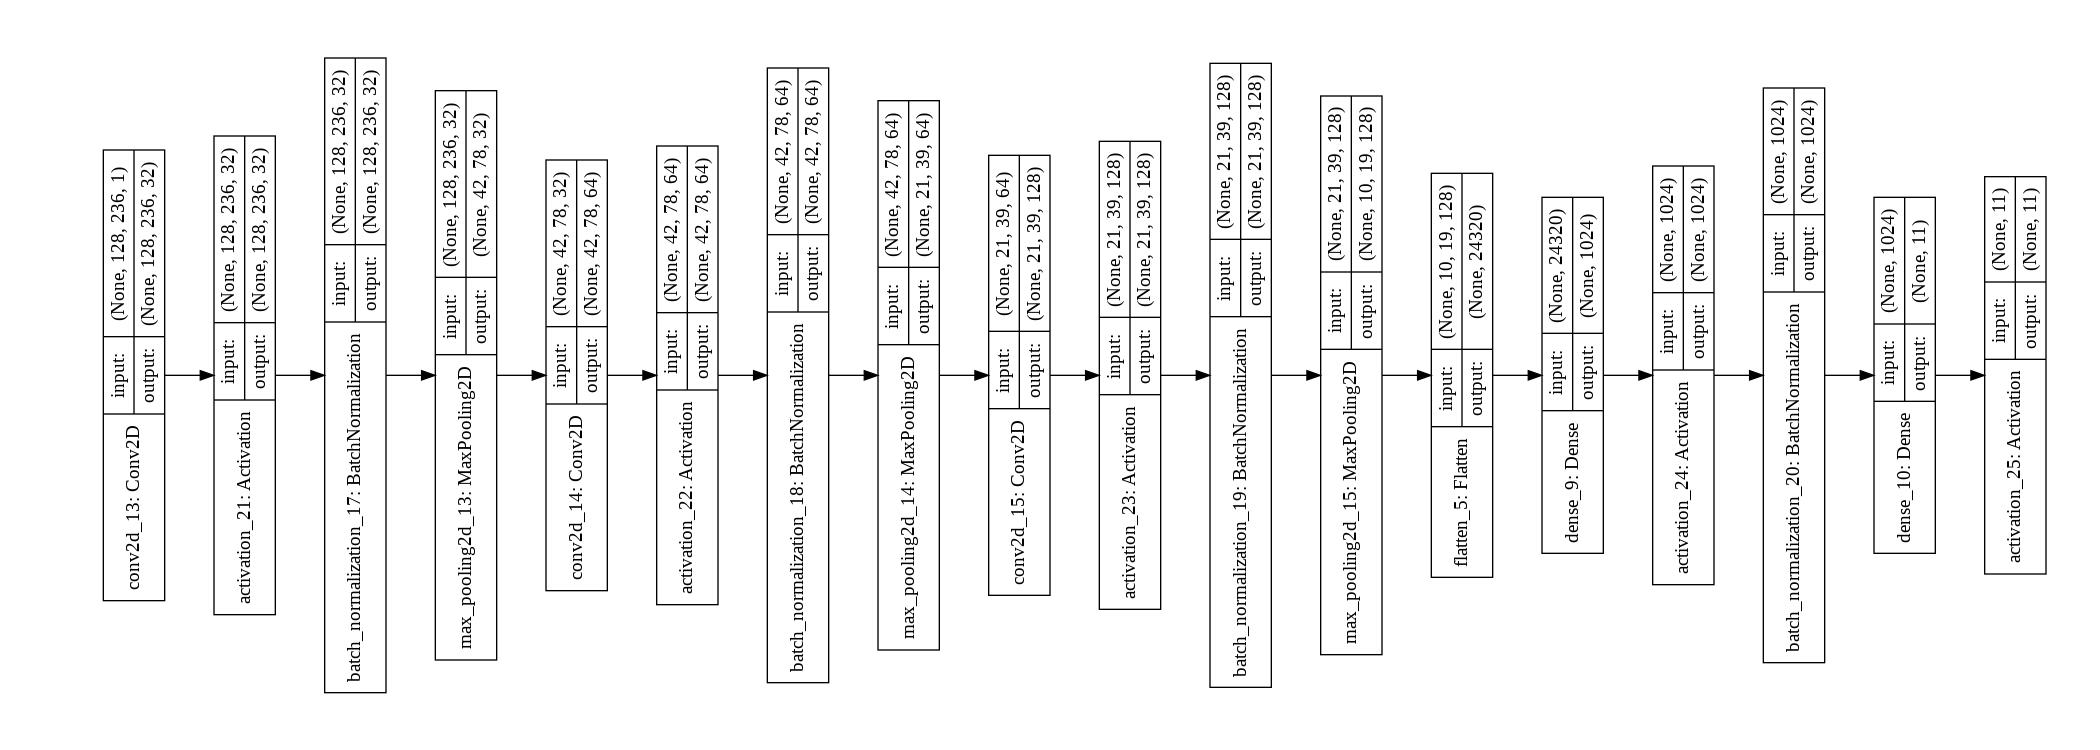 conv2d_13: Conv2D
input:
(None, 128, 236, 1)
output:
(None, 128, 236, 32)
activation_21: Activation
input:
(None, 128, 236, 32)
output:
(None, 128, 236, 32)
batch_normalization_17: BatchNormalization
input:
(None, 128, 236, 32)
output:
(None, 128, 236, 32)
max_pooling2d_13: MaxPooling2D
input:
(None, 128, 236, 32)
output:
(None, 42, 78, 32)
conv2d_14: Conv2D
input:
(None, 42, 78, 32)
output:
(None, 42, 78, 64)
activation_22: Activation
input:
(None, 42, 78, 64)
output:
(None, 42, 78, 64)
batch_normalization_18: BatchNormalization
input:
(None, 42, 78, 64)
output:
(None, 42, 78, 64)
max_pooling2d_14: MaxPooling2D
input:
(None, 42, 78, 64)
output:
(None, 21, 39, 64)
conv2d_15: Conv2D
input:
(None, 21, 39, 64)
output:
(None, 21, 39, 128)
activation_23: Activation
input:
(None, 21, 39, 128)
output:
(None, 21, 39, 128)
batch_normalization_19: BatchNormalization
input:
(None, 21, 39, 128)
output:
(None, 21, 39, 128)
max_pooling2d_15: MaxPooling2D
input:
(None, 21, 39, 128)
output:
(None, 10, 19, 128)
flatten_5: Flatten
input:
(None, 10, 19, 128)
output:
(None, 24320)
dense_9: Dense
input:
(None, 24320)
output:
(None, 1024)
activation_24: Activation
input:
(None, 1024)
output:
(None, 1024)
batch_normalization_20: BatchNormalization
input:
(None, 1024)
output:
(None, 1024)
dense_10: Dense
input:
(None, 1024)
output:
(None, 11)
activation_25: Activation
input:
(None, 11)
output:
(None, 11)